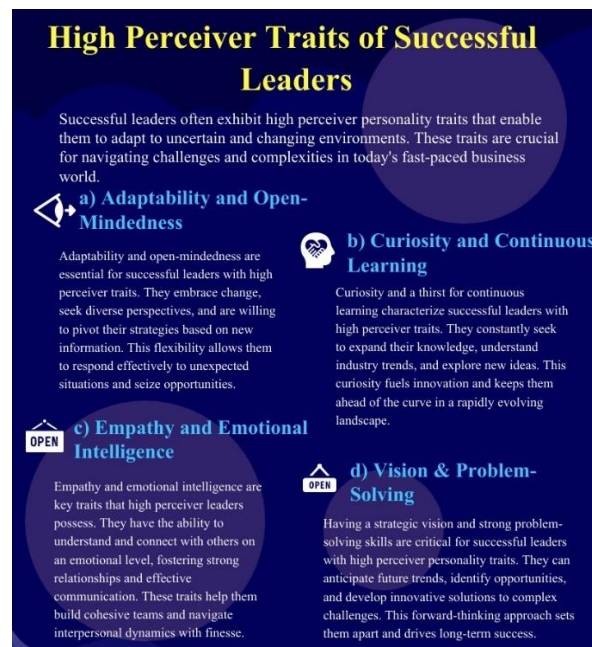 High Perceiver Traits of Successful
Leaders
Successful leaders often exhibit high perceiver personality traits that enable
them to adapt to uncertain and changing environments. These traits are crucial
for navigating challenges and complexities in today's fast-paced business
world.
a) Adaptability and Open-
Mindedness
Adaptability and open-mindedness are
essential for successful leaders with high
perceiver traits. They embrace change,
seek diverse perspectives, and are willing
to pivot their strategies based on new
information. This flexibility allows them
to respond effectively to unexpected
situations and seize opportunities.
b) Curiosity and Continuous
Learning
Curiosity and a thirst for continuous
learning characterize successful leaders with
high perceiver traits. They constantly seek
to expand their knowledge, understand
industry trends, and explore new ideas. This
curiosity fuels innovation and keeps them
ahead of the curve in a rapidly evolving
landscape.
OPEN
c) Empathy and Emotional
Intelligence
Empathy and emotional intelligence are
key traits that high perceiver leaders
possess. They have the ability to
understand and connect with others on
an emotional level, fostering strong
relationships and effective
communication. These traits help them
build cohesive teams and navigate
interpersonal dynamics with finesse.
OPEN
d) Vision & Problem-
Solving
Having a strategic vision and strong problem-
solving skills are critical for successful leaders
with high perceiver personality traits. They can
anticipate future trends, identify opportunities,
and develop innovative solutions to complex
challenges. This forward-thinking approach sets
them apart and drives long-term success.